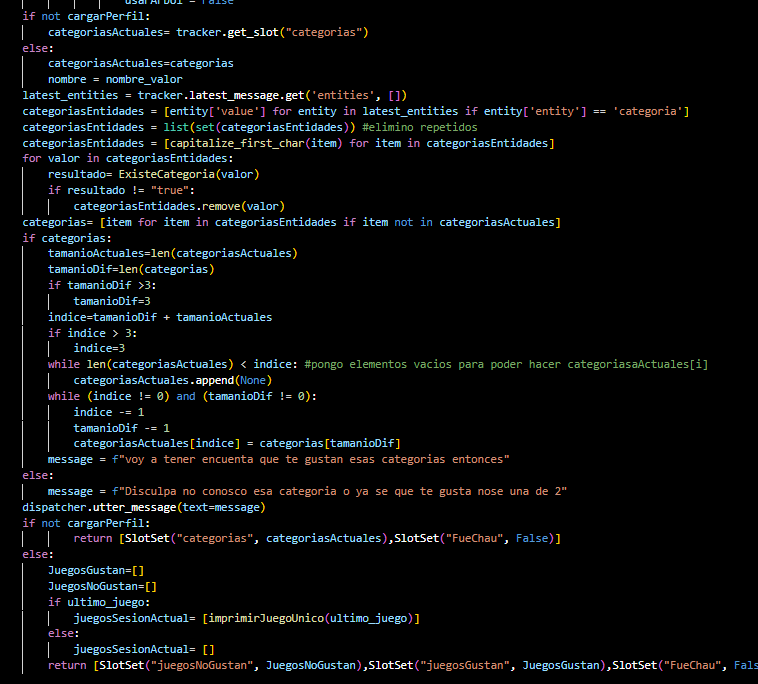 usarArbol = False
if not cargarPerfil:
    categoriasActuales= tracker.get_slot("categorias")
else:
    categoriasActuales=categorias
    nombre = nombre_valor
latest_entities = tracker.latest_message.get('entities', [])
categoriasEntidades = [entity['value'] for entity in latest_entities if entity['entity'] == 'categoria']
categoriasEntidades = list(set(categoriasEntidades)) #elimino repetidos
categoriasEntidades = [capitalize_first_char(item) for item in categoriasEntidades]
for valor in categoriasEntidades:
    resultado= ExisteCategoria(valor)
    if resultado != "true":
        categoriasEntidades.remove(valor)
categorias= [item for item in categoriasEntidades if item not in categoriasActuales]
if categorias:
    tamanioActuales=len(categoriasActuales)
    tamanioDif=len(categorias)
    if tamanioDif >3:
        tamanioDif=3
    indice=tamanioDif + tamanioActuales
    if indice > 3:
        indice=3
    while len(categoriasActuales) < indice: #pongo elementos vacios para poder hacer categoriasaActuales[i]
        categoriasActuales.append(None)
    while (indice != 0) and (tamanioDif != 0):
        indice -= 1
        tamanioDif -= 1
        categoriasActuales[indice] = categorias[tamanioDif]
    message = f"voy a tener encuenta que te gustan esas categorias entonces"
else:
    message = f"Disculpa no conosco esa categoria o ya se que te gusta nose una de 2"
dispatcher.utter_message(text=message)
if not cargarPerfil:
        return [SlotSet("categorias", categoriasActuales),SlotSet("FueChau", False)]
else:
    JuegosGustan=[]
    JuegosNoGustan=[]
    if ultimo_juego:
        juegosSesionActual= [imprimirJuegoUnico(ultimo_juego)]
    else:
        juegosSesionActual= []
    return [SlotSet("juegosNoGustan", JuegosNoGustan),SlotSet("juegosGustan", JuegosGustan),SlotSet("FueChau", Fals